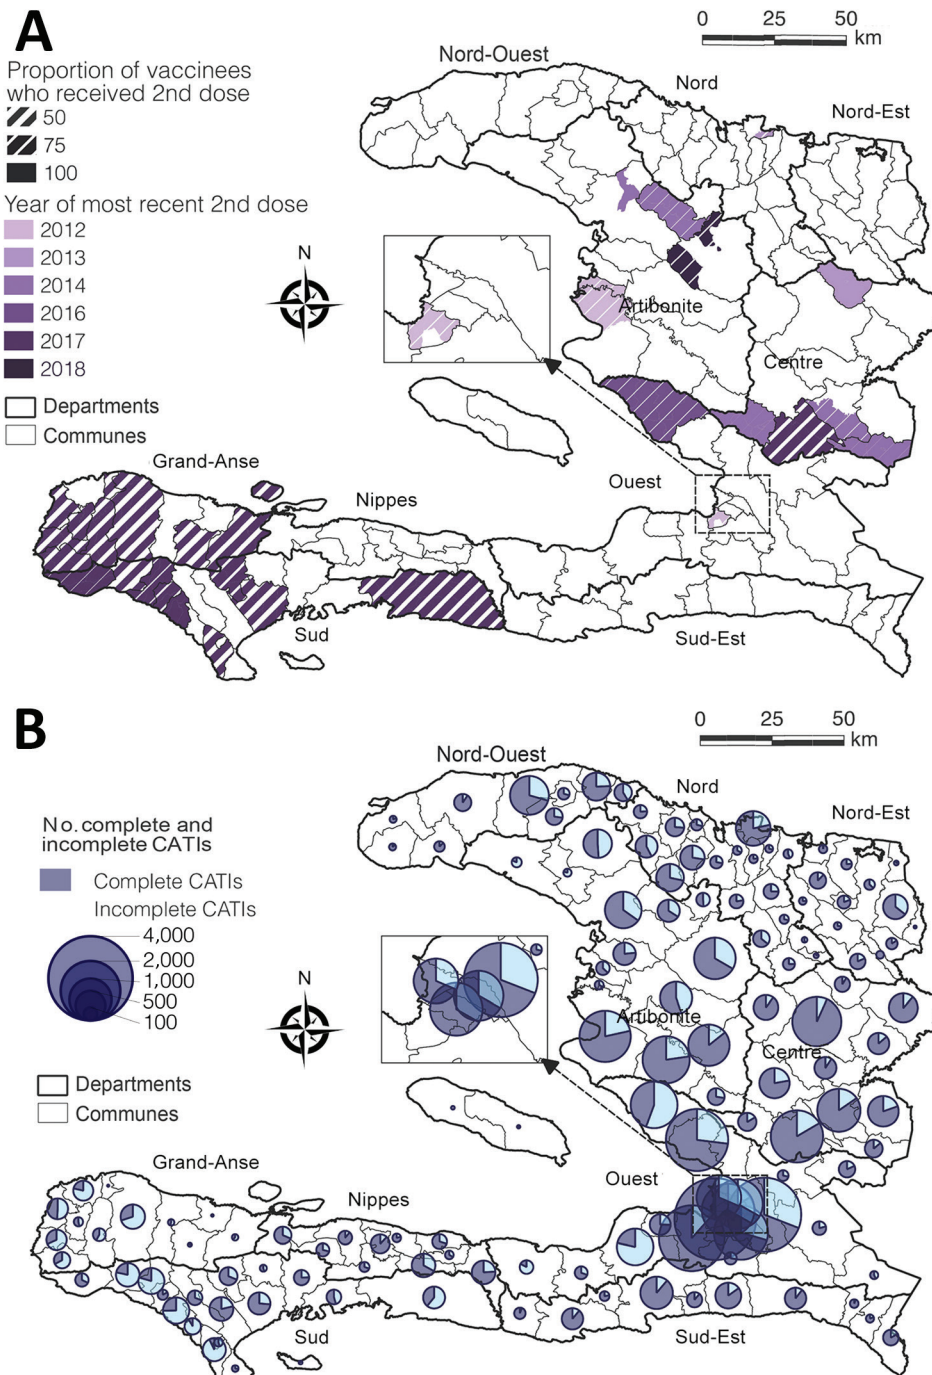 A
0 25 50
km
Nord-Ouest
Nord
Nord-Est
Proportion of vaccinees
who received 2nd dose
50
75
100
Year of most recent 2nd dose
2012
2013
2014
2016
2017
2018
N
Artibonite
Centre
Departments
Communes
Grand-Anse
Nippes
Ouest
Sud
Sud-Est
B
0 25 50
km
Nord-Ouest
Nord
Nord-Est
No. complete and
incomplete CATIs
Complete CATIs
Incomplete CATIs
4,000
2,000
1,000
500
100
N
Artibonite
Centre
Departments
Communes
Grand-Anse
Nippes
Ouest
Sud
Sud-Est